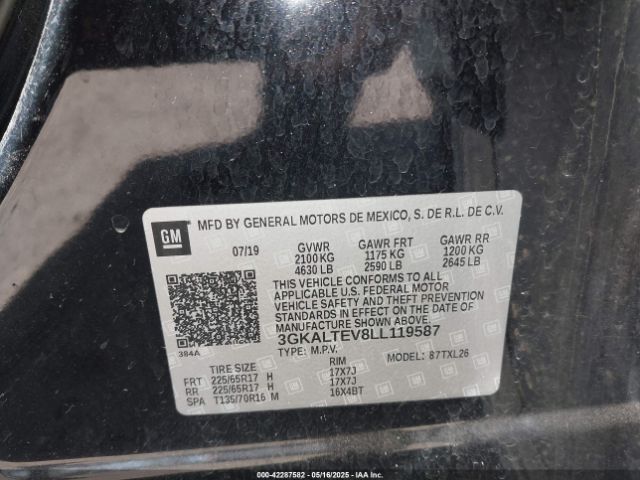 GM
MFD BY GENERAL MOTORS DE MEXICO, S. DE R.L. DE C.V.
07/19 GVWR GAWR FRT GAWR RR
2100 KG 1175 KG 1200 KG
4630 LB 2590 LB 2645 LB
THIS VEHICLE CONFORMS TO ALL
APPLICABLE U.S. FEDERAL MOTOR
VEHICLE SAFETY AND THEFT PREVENTION
STANDARDS IN EFFECT ON THE DATE OF
MANUFACTURE SHOWN ABOVE.
3GKALTEV8LL119587
384A
TYPE: M.P.V. MODEL: 87TXL26
TIRE SIZE RIM
FRT 225/65R17 H 17X7J
RR 225/65R17 H 17X7J
SPA T135/70R16 M 16X4BT
000-42287582 - 05/16/2025 - IAA, Inc.